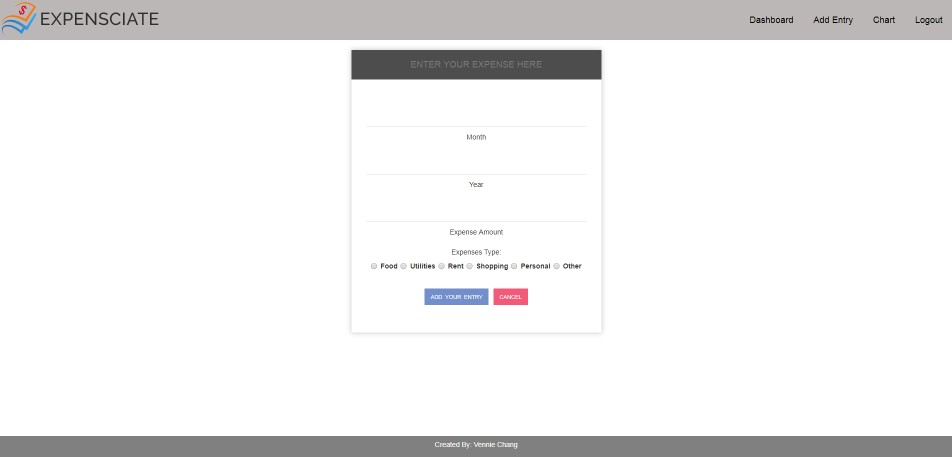 $ EXPENSCIATE
Dashboard Add Entry Chart Logout
ENTER YOUR EXPENSE HERE
Month
Year
Expense Amount
Expenses Type:
Food Utilities Rent Shopping Personal Other
ADD YOUR ENTRY CANCEL
Created By: Vennie Chang